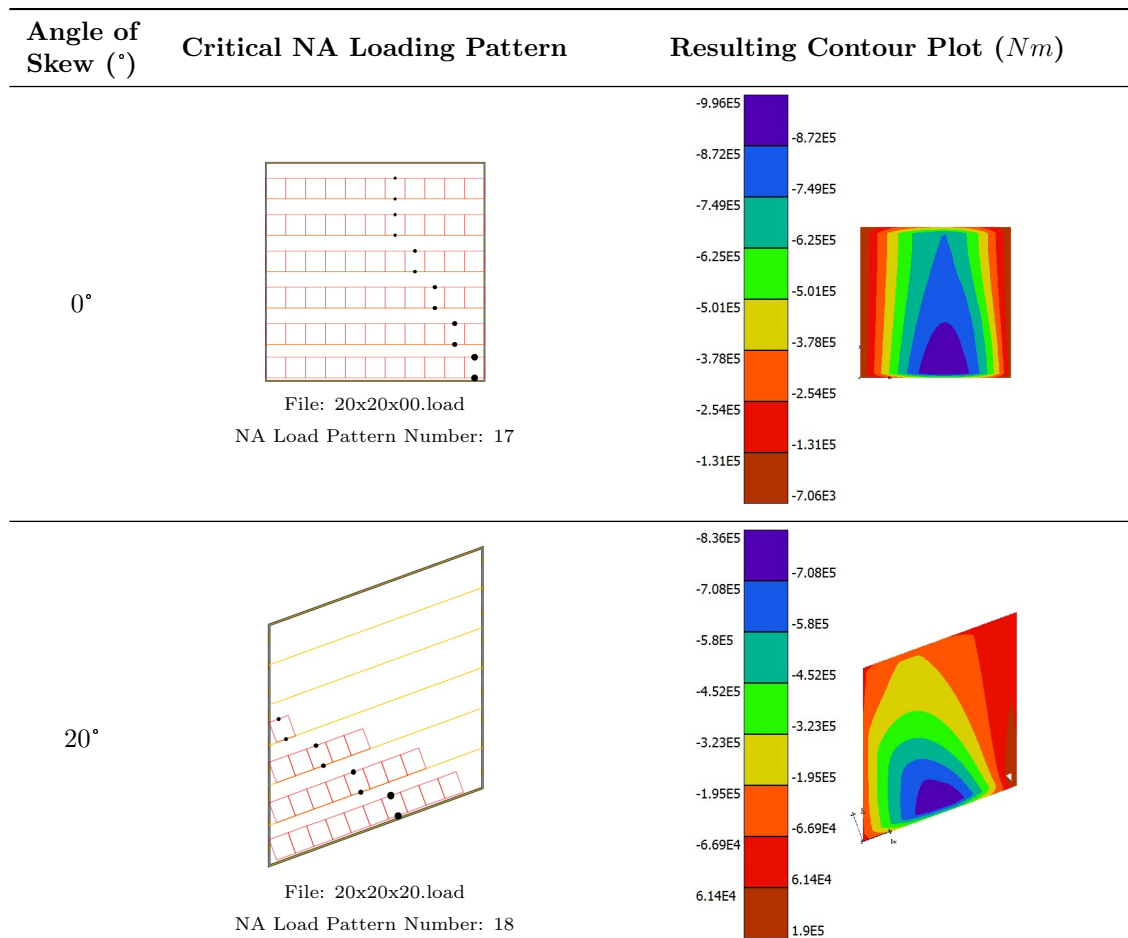 Angle of Skew (°) Critical NA Loading Pattern Resulting Contour Plot (Nm)
0°
File: 20x20x00.load
NA Load Pattern Number: 17
-9.96E5
-8.72E5
-8.72E5
-7.49E5
-7.49E5
-6.25E5
-6.25E5
-5.01E5
-5.01E5
-3.78E5
-3.78E5
-2.54E5
-2.54E5
-1.31E5
-1.31E5
-7.06E3
20°
File: 20x20x20.load
NA Load Pattern Number: 18
-8.36E5
-7.08E5
-7.08E5
-5.8E5
-5.8E5
-4.52E5
-4.52E5
-3.23E5
-3.23E5
-1.95E5
-1.95E5
-6.69E4
-6.69E4
6.14E4
6.14E4
1.9E5